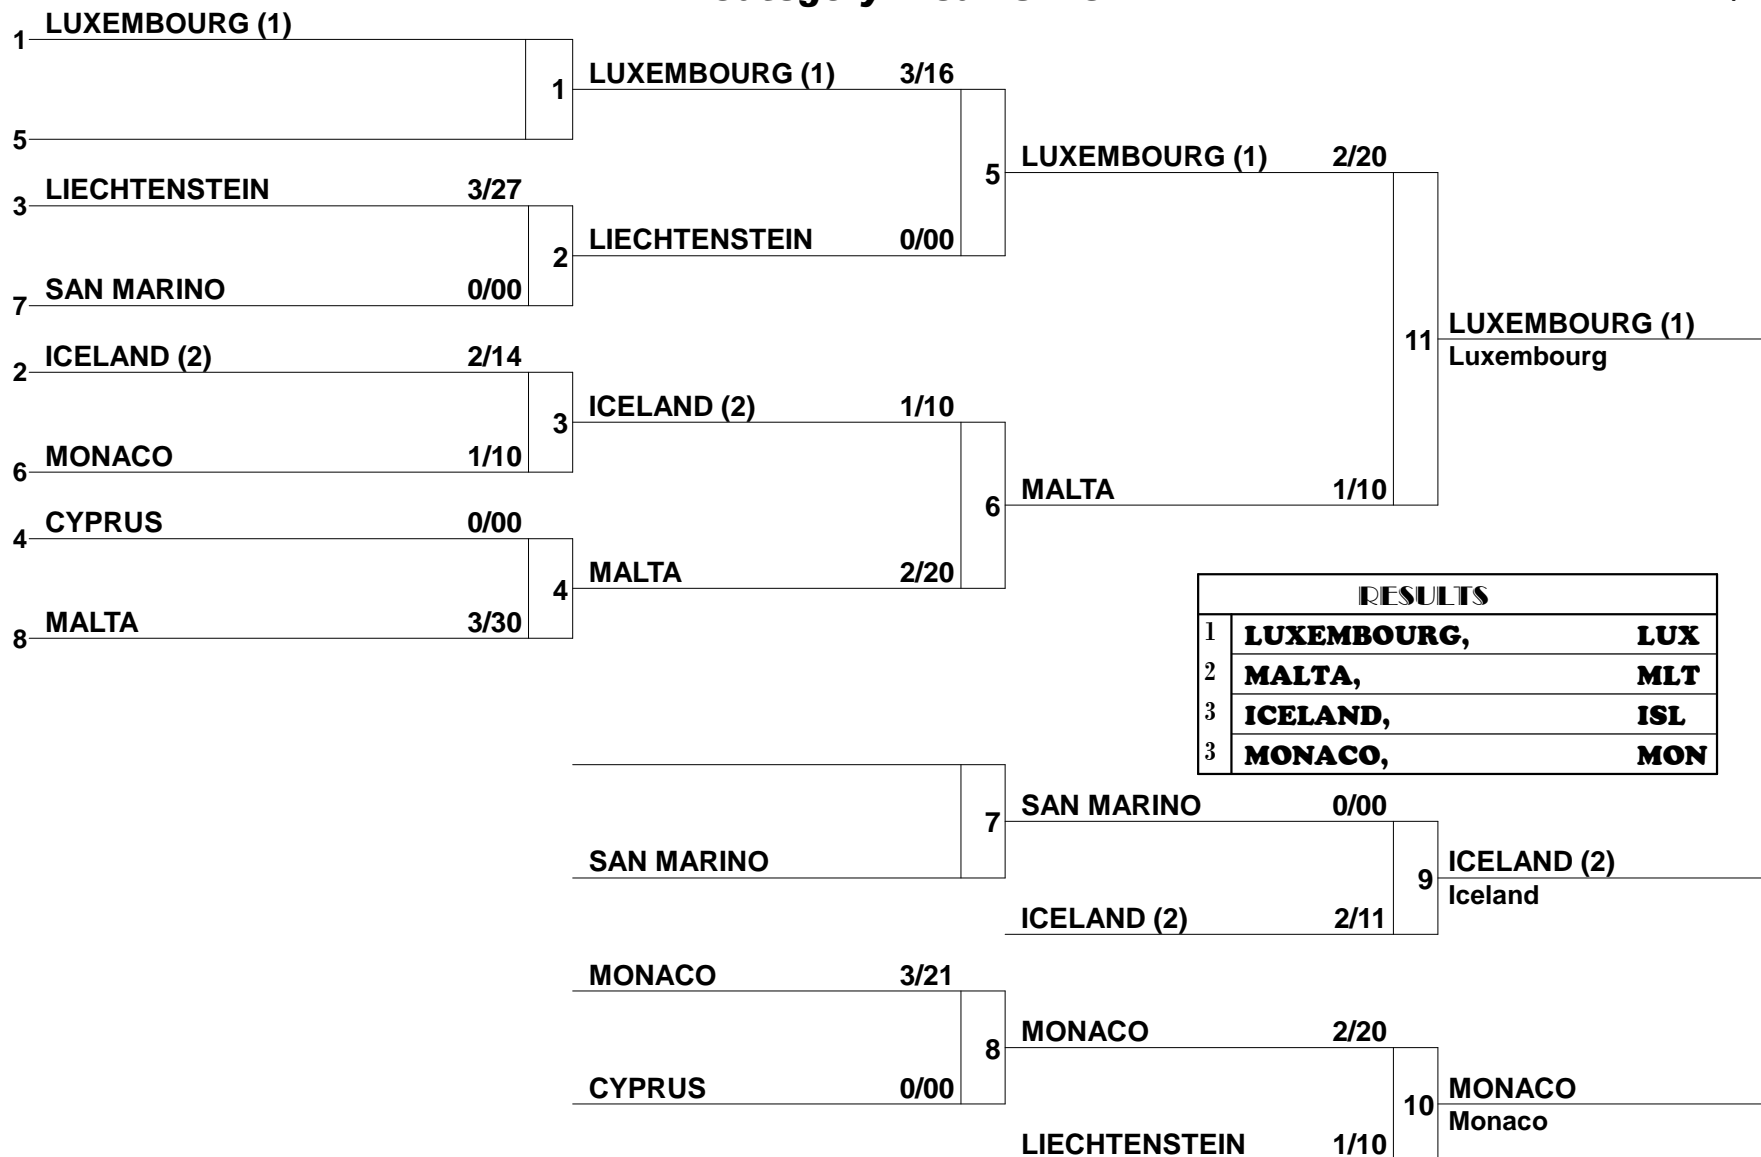 LUXEMBOURG (1)
1
LUXEMBOURG (1) 3/16
1
5
LUXEMBOURG (1) 2/20
5
LIECHTENSTEIN 3/27
3
LIECHTENSTEIN 0/00
2
SAN MARINO 0/00
7
LUXEMBOURG (1)
11
Luxembourg
ICELAND (2) 2/14
2
ICELAND (2) 1/10
3
MONACO 1/10
6
MALTA 1/10
6
CYPRUS 0/00
4
MALTA 2/20
4
MALTA 3/30
8
RESULTS
1 LUXEMBOURG, LUX
2 MALTA, MLT
3 ICELAND, ISL
3 MONACO, MON
SAN MARINO 0/00
7
SAN MARINO
ICELAND (2)
9
Iceland
ICELAND (2) 2/11
MONACO 3/21
MONACO 2/20
8
CYPRUS 0/00
MONACO
10
Monaco
LIECHTENSTEIN 1/10